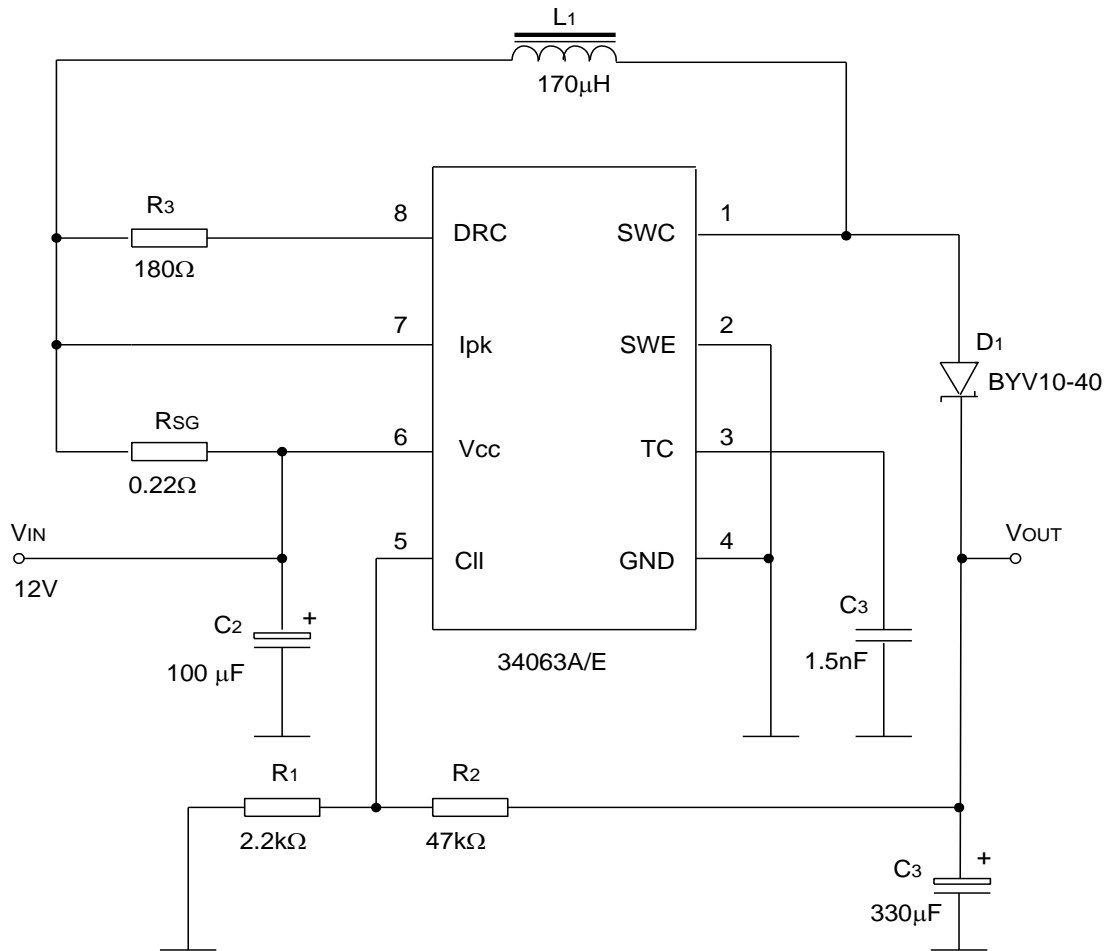 L1
170μH
R3
8
DRC
SWC
1
180Ω
7
Ipk
SWE
2
D1
BYV10-40
RSG
6
Vcc
TC
3
0.22Ω
VIN
5
CII
GND
4
VOUT
12V
C2
+
C3
100 μF
34063A/E
1.5nF
R1
R2
2.2kΩ
47kΩ
C3
+
330μF